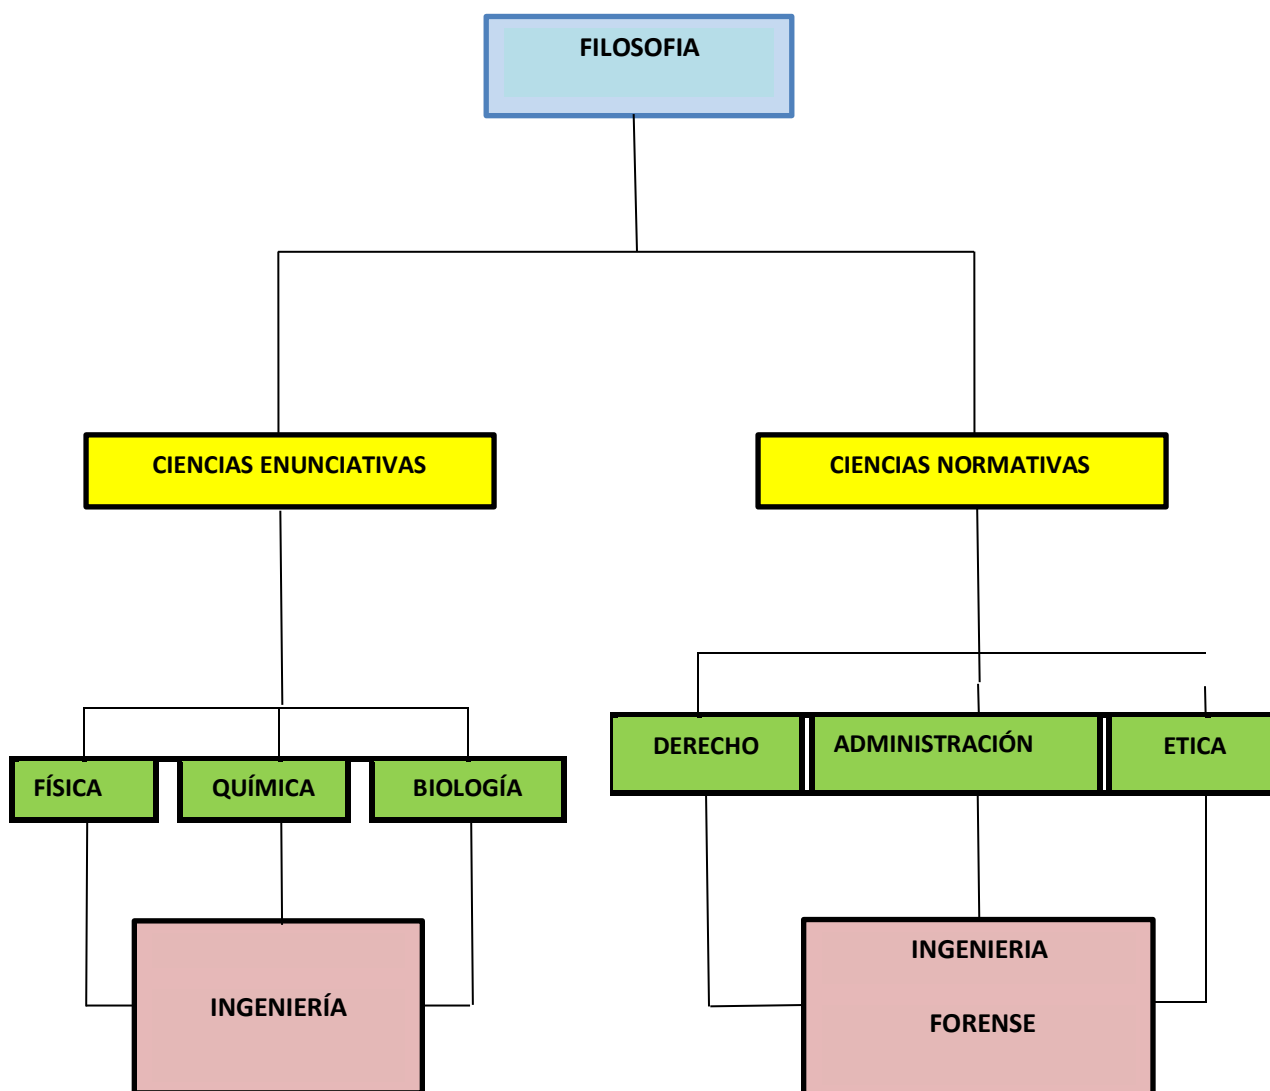 FILOSOFIA
CIENCIAS ENUNCIATIVAS
CIENCIAS NORMATIVAS
DERECHO
ADMINISTRACIÓN
ETICA
FÍSICA
QUÍMICA
BIOLOGÍA
INGENIERÍA
INGENIERIA
FORENSE